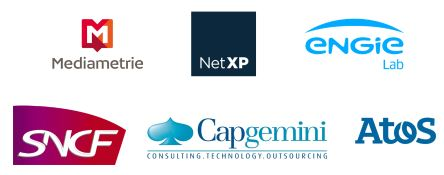 M
Mediametrie
NetXP
ENGIE
Lab
SNCF
Capgemini
CONSULTING.TECHNOLOGY.OUTSOURCING
Atos